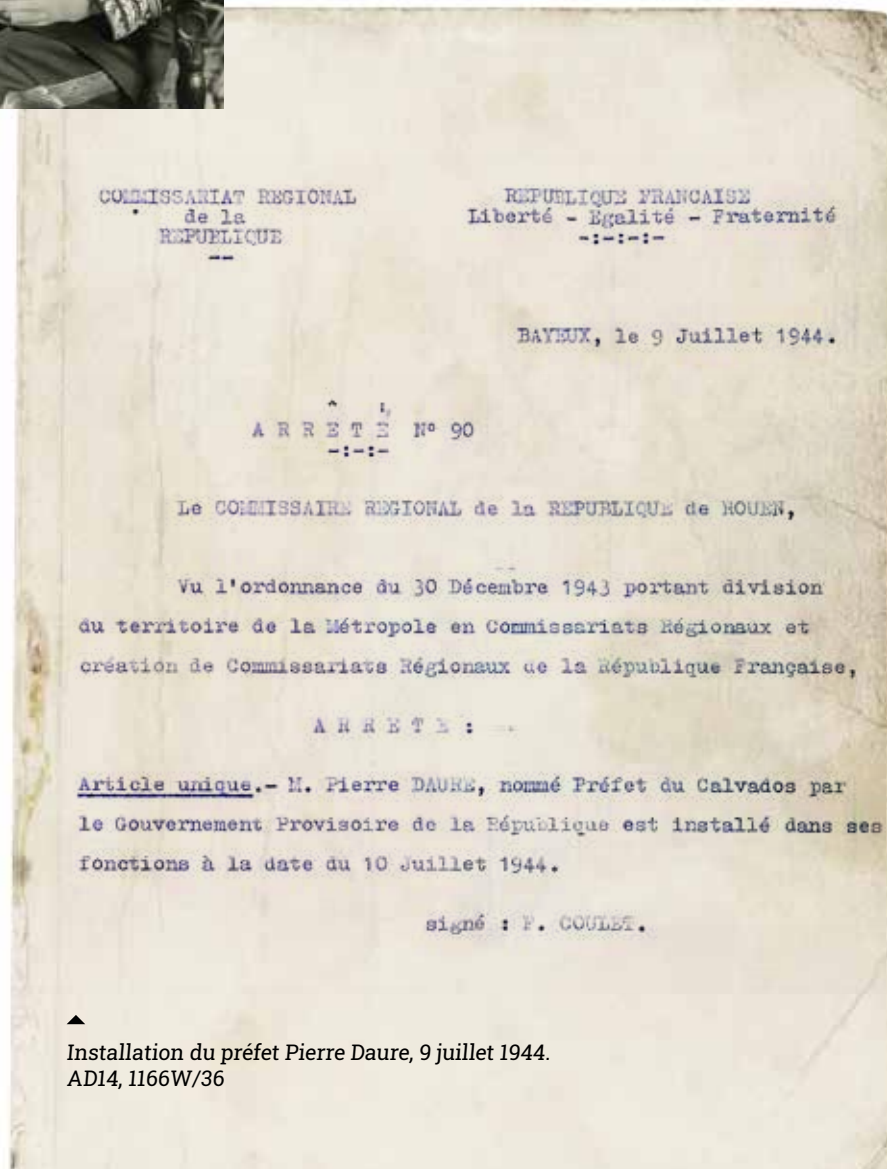 COMMISSARIAT REGIONAL
de la
REPUBLIQUE
--
REPUBLIQUE FRANCAISE
Liberté - Egalité - Fraternité
-:-:-:-
BAYEUX, le 9 Juillet 1944.
A R R E T E N° 90
-:-:-
Le COMMISSAIRE REGIONAL de la REPUBLIQUE de ROUEN,
Vu l'ordonnance du 30 Décembre 1943 portant division
du territoire de la Métropole en Commissariats Régionaux et
création de Commissariats Régionaux de la République Française,
A R R E T E :
Article unique.- M. Pierre DAURE, nommé Préfet du Calvados par
le Gouvernement Provisoire de la République est installé dans ses
fonctions à la date du 10 Juillet 1944.
signé : F. COULET.
Installation du préfet Pierre Daure, 9 juillet 1944.
AD14, 1166W/36